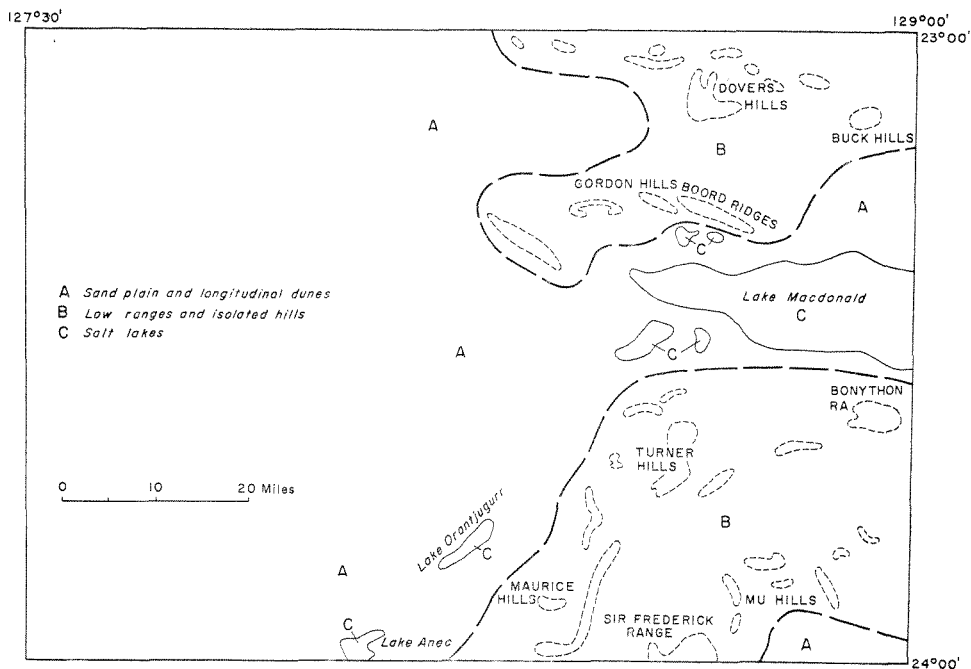 127°30'
129°00'
23°00'
DOVERS
HILLS
A
BUCK HILLS
B
GORDON HILLS
BOORD RIDGES
A
C
A Sand plain and longitudinal dunes
B Low ranges and isolated hills
C Salt lakes
Lake Macdonald
C
A
C
BONYTHON
RA
TURNER
HILLS
0 10 20 Miles
B
Lake Orantjugurr
C
A
MAURICE
HILLS
MU HILLS
SIR FREDERICK
RANGE
C
Lake Anec
A
24°00'